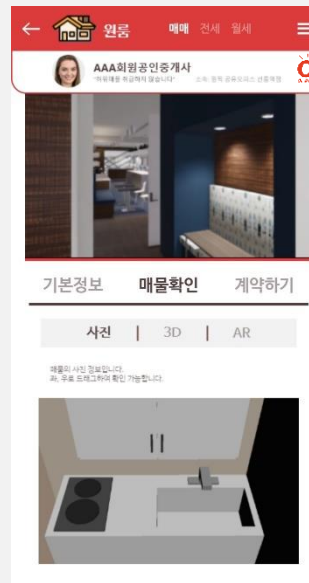 원룸 매매 전세 월세
AAA회원공인중개사
"허위매물 취급하지 않습니다"
기본정보 매물확인 계약하기
사진 | 3D | AR
매물의 사진 정보입니다.
좌, 우로 드래그하여 확인 가능합니다.